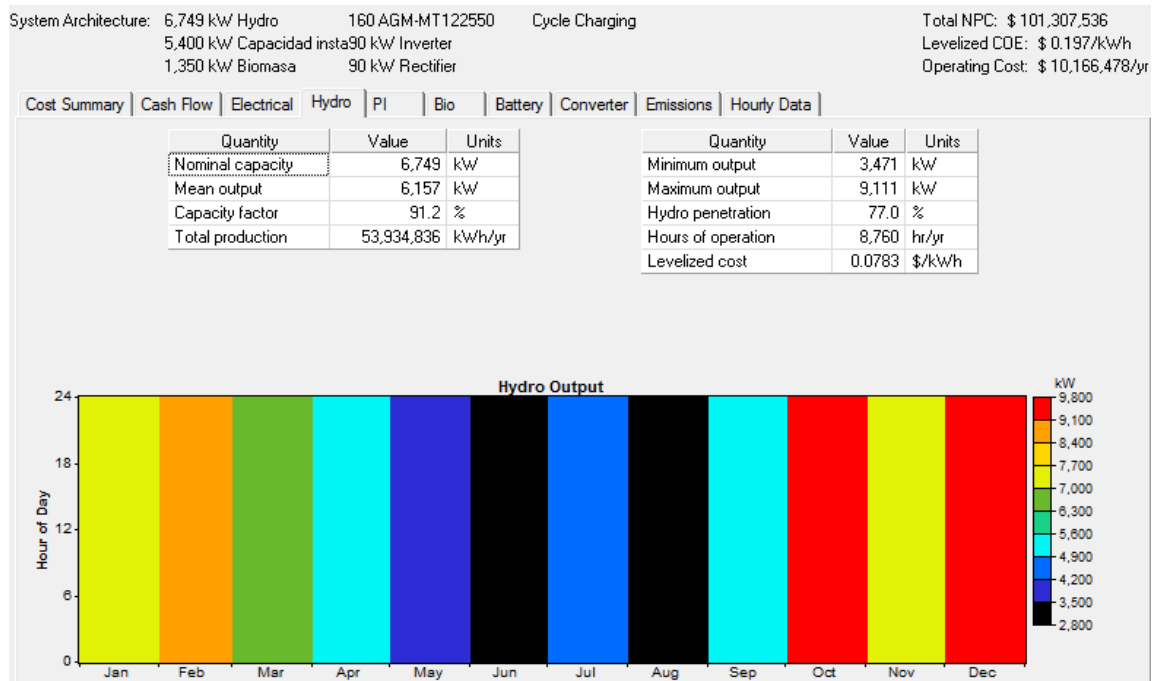 System Architecture: 6,749 kW Hydro 160 AGM-MT122550 Cycle Charging Total NPC: $ 101,307,536
5,400 kW Capacidad insta90 kW Inverter Levelized COE: $ 0.197/kWh
1,350 kW Biomasa 90 kW Rectifier Operating Cost: $ 10,166,478/yr
Cost Summary Cash Flow Electrical Hydro PI Bio Battery Converter Emissions Hourly Data
Quantity Value Units Quantity Value Units
Nominal capacity 6,749 kW Minimum output 3,471 kW
Mean output 6,157 kW Maximum output 9,111 kW
Capacity factor 91.2 % Hydro penetration 77.0 %
Total production 53,934,836 kWh/yr Hours of operation 8,760 hr/yr
Levelized cost 0.0783 $/kWh
Hydro Output
kW
24
18
12
6
0
Hour of Day
Jan Feb Mar Apr May Jun Jul Aug Sep Oct Nov Dec
9,800
9,100
8,400
7,700
7,000
6,300
5,600
4,900
4,200
3,500
2,800